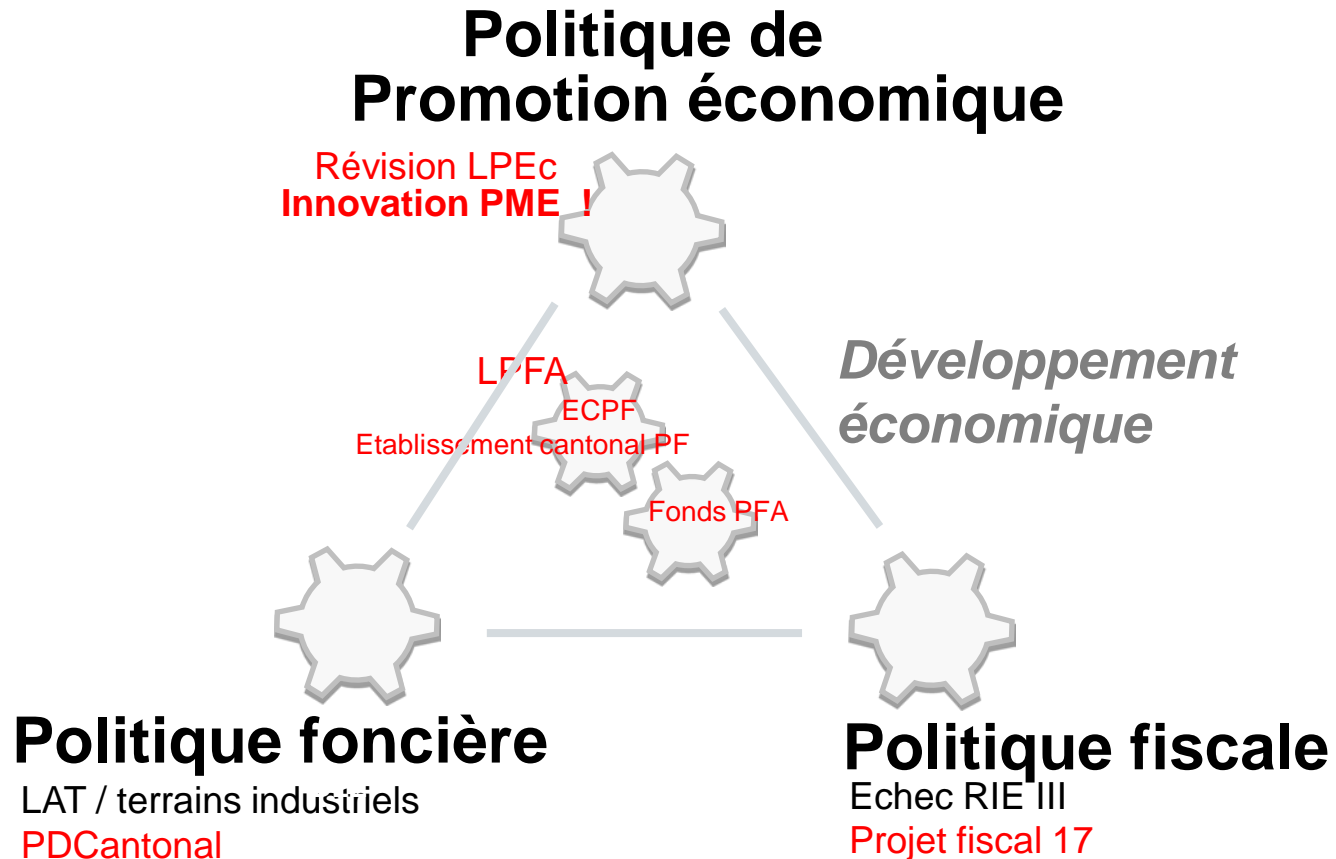 Politique de
Promotion économique
Révision LPEc
Innovation PME !
LPFA
ECPF
Etablissement cantonal PF
Fonds PFA
Développement
économique
Politique foncière
LAT / terrains industriels
PDCantonal
Politique fiscale
Echec RIE III
Projet fiscal 17